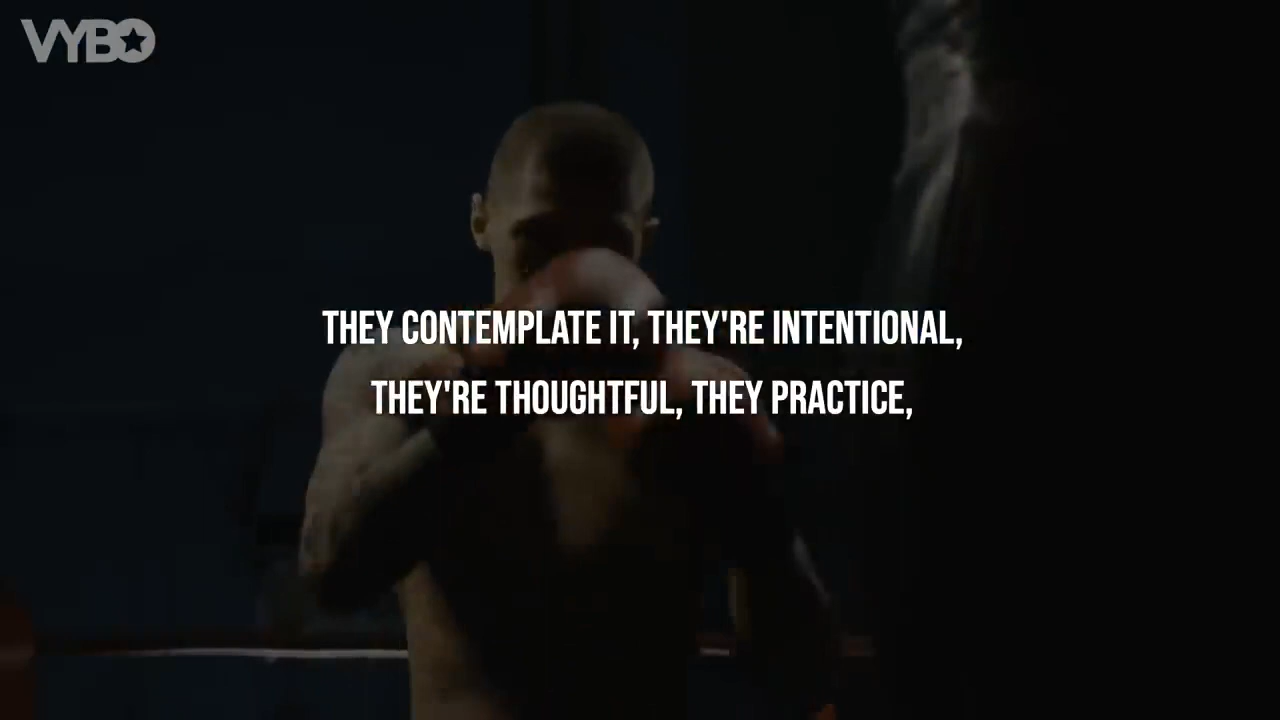 VYBO
THEY CONTEMPLATE IT, THEY'RE INTENTIONAL,
THEY'RE THOUGHTFUL, THEY PRACTICE,